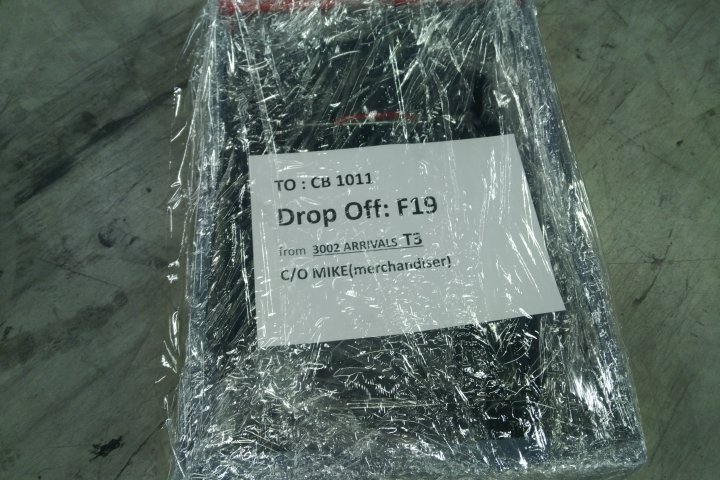 TO : CB 1011
Drop Off: F19
from 3002 ARRIVALS T3
C/O MIKE(merchandiser)